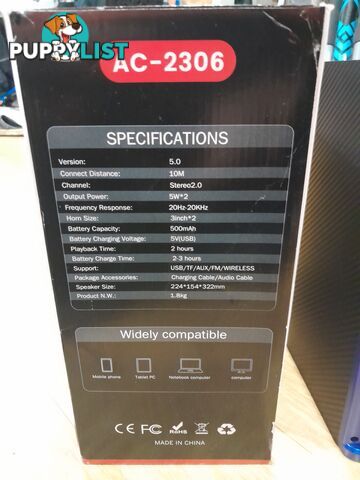 PUPPYLIST
AC-2306
SPECIFICATIONS
Version: 5.0
Connect Distance: 10M
Channel: Stereo2.0
Output Power: 5W*2
Frequency Response: 20Hz-20KHz
Horn Size: 3inch*2
Battery Capacity: 500mAh
Battery Charging Voltage: 5V(USB)
Playback Time: 2 hours
Battery Charge Time: 2-3 hours
Support: USB/TF/AUX/FM/WIRELESS
Package Accessories: Charging Cable/Audio Cable
Speaker Size: 224*154*322mm
Product N.W.: 1.8kg
Widely compatible
Mobile phone Tablet PC Notebook computer computer
CE FC RoHS
MADE IN CHINA